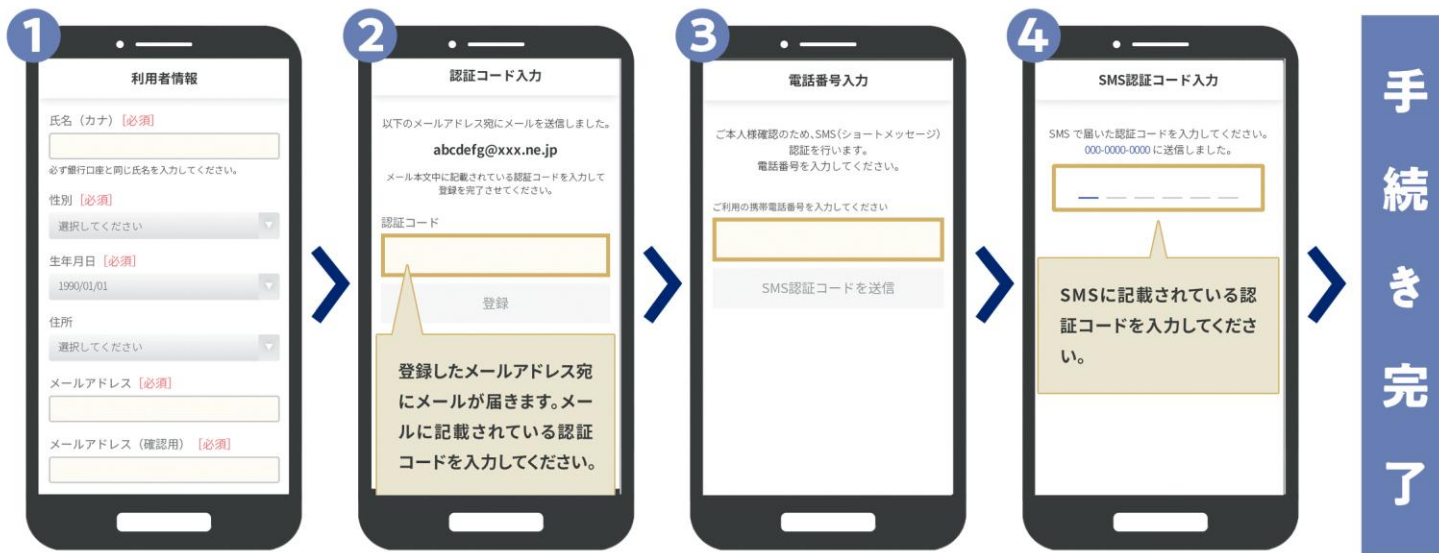 1
利用者情報
氏名（カナ）[必須]
必ず銀行口座と同じ氏名を入力してください。
性別 [必須]
選択してください
生年月日 [必須]
1990/01/01
住所
選択してください
メールアドレス [必須]
メールアドレス（確認用） [必須]
2
認証コード入力
以下のメールアドレス宛にメールを送信しました。
abcdefg@xxx.ne.jp
メール本文中に記載されている認証コードを入力して
登録を完了させてください。
認証コード
登録
登録したメールアドレス宛
にメールが届きます。メー
ルに記載されている認証
コードを入力してください。
3
電話番号入力
ご本人様確認のため、SMS（ショートメッセージ）
認証を行います。
電話番号を入力してください。
ご利用の携帯電話番号を入力してください
SMS認証コードを送信
4
SMS認証コード入力
SMS で届いた認証コードを入力してください。
000-0000-0000 に送信しました。
SMSに記載されている認
証コードを入力してくださ
い。
手続き完了